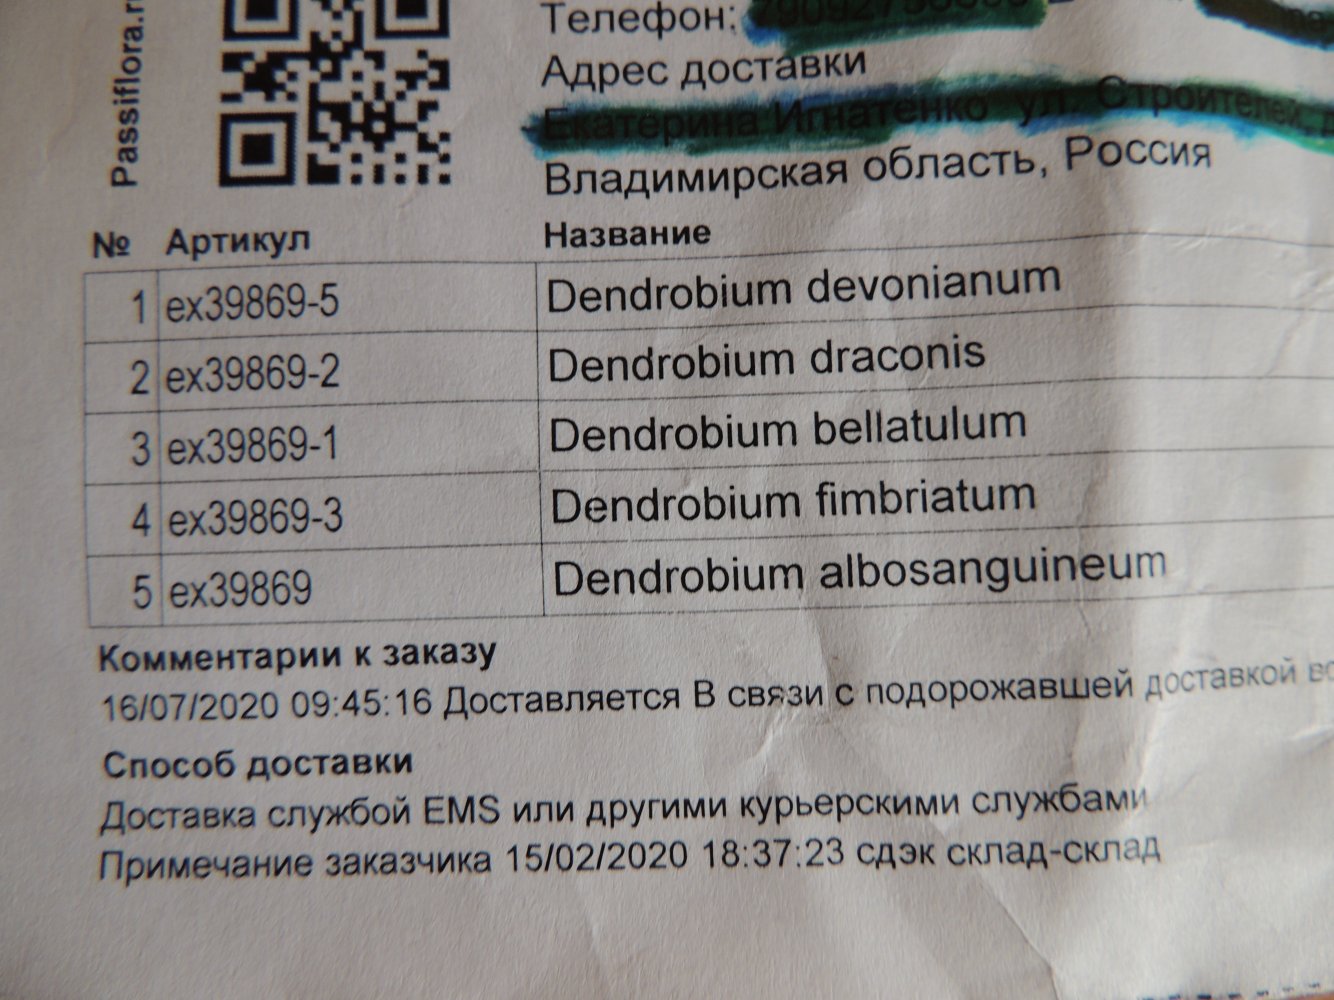 Passiflora.r
Телефон:
Адрес доставки
Владимирская область, Россия
№ Артикул Название
1 ex39869-5 Dendrobium devonianum
2 ex39869-2 Dendrobium draconis
3 ex39869-1 Dendrobium bellatulum
4 ex39869-3 Dendrobium fimbriatum
5 ex39869 Dendrobium albosanguineum
Комментарии к заказу
16/07/2020 09:45:16 Доставляется В связи с подорожавшей доставкой
Способ доставки
Доставка службой EMS или другими курьерскими службами
Примечание заказчика 15/02/2020 18:37:23 сдэк склад-склад